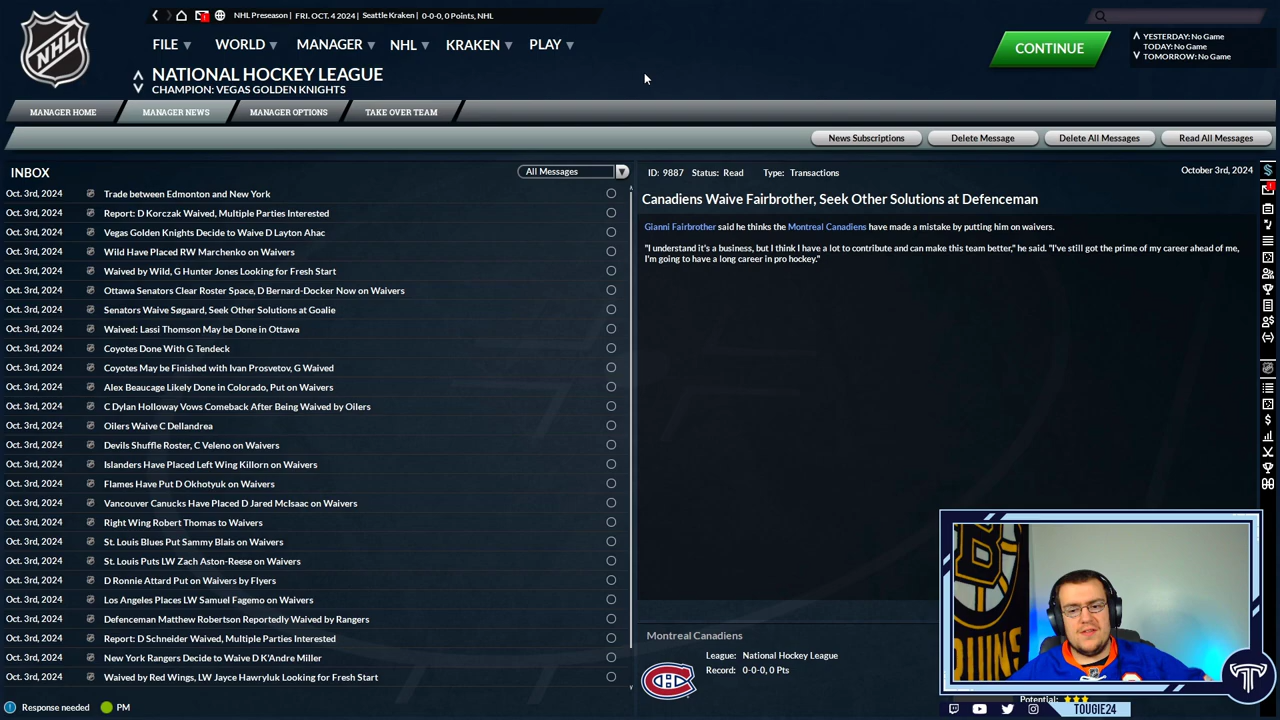 NHL
NHL Preseason | FRI. OCT. 4 2024 | Seattle Kraken | 0-0-0, 0 Points, NHL
FILE WORLD MANAGER NHL KRAKEN PLAY
CONTINUE
YESTERDAY: No Game
TODAY: No Game
TOMORROW: No Game
NATIONAL HOCKEY LEAGUE
CHAMPION: VEGAS GOLDEN KNIGHTS
MANAGER HOME MANAGER NEWS MANAGER OPTIONS TAKE OVER TEAM
News Subscriptions Delete Message Delete All Messages Read All Messages
INBOX All Messages
Oct. 3rd, 2024 Trade between Edmonton and New York
Oct. 3rd, 2024 Report: D Korczak Waived, Multiple Parties Interested
Oct. 3rd, 2024 Vegas Golden Knights Decide to Waive D Layton Ahac
Oct. 3rd, 2024 Wild Have Placed RW Marchenko on Waivers
Oct. 3rd, 2024 Waived by Wild, G Hunter Jones Looking for Fresh Start
Oct. 3rd, 2024 Ottawa Senators Clear Roster Space, D Bernard-Docker Now on Waivers
Oct. 3rd, 2024 Senators Waive Søgaard, Seek Other Solutions at Goalie
Oct. 3rd, 2024 Waived: Lassi Thomson May be Done in Ottawa
Oct. 3rd, 2024 Coyotes Done With G Tendeck
Oct. 3rd, 2024 Coyotes May be Finished with Ivan Prosvetov, G Waived
Oct. 3rd, 2024 Alex Beaucage Likely Done in Colorado, Put on Waivers
Oct. 3rd, 2024 C Dylan Holloway Vows Comeback After Being Waived by Oilers
Oct. 3rd, 2024 Oilers Waive C Dellandrea
Oct. 3rd, 2024 Devils Shuffle Roster, C Veleno on Waivers
Oct. 3rd, 2024 Islanders Have Placed Left Wing Killorn on Waivers
Oct. 3rd, 2024 Flames Have Put D Okhotyuk on Waivers
Oct. 3rd, 2024 Vancouver Canucks Have Placed D Jared McIsaac on Waivers
Oct. 3rd, 2024 Right Wing Robert Thomas to Waivers
Oct. 3rd, 2024 St. Louis Blues Put Sammy Blais on Waivers
Oct. 3rd, 2024 St. Louis Puts LW Zach Aston-Reese on Waivers
Oct. 3rd, 2024 D Ronnie Attard Put on Waivers by Flyers
Oct. 3rd, 2024 Los Angeles Places LW Samuel Fagemo on Waivers
Oct. 3rd, 2024 Defenceman Matthew Robertson Reportedly Waived by Rangers
Oct. 3rd, 2024 Report: D Schneider Waived, Multiple Parties Interested
Oct. 3rd, 2024 New York Rangers Decide to Waive D K'Andre Miller
Oct. 3rd, 2024 Waived by Red Wings, LW Jayce Hawryluk Looking for Fresh Start
Response needed PM
ID: 9887 Status: Read Type: Transactions October 3rd, 2024
Canadiens Waive Fairbrother, Seek Other Solutions at Defenceman
Gianni Fairbrother said he thinks the Montreal Canadiens have made a mistake by putting him on waivers.
"I understand it's a business, but I think I have a lot to contribute and can make this team better," he said. "I've still got the prime of my career ahead of me,
I'm going to have a long career in pro hockey."
Montreal Canadiens
League: National Hockey League
Record: 0-0-0, 0 Pts
Potential:
TOUGIE24